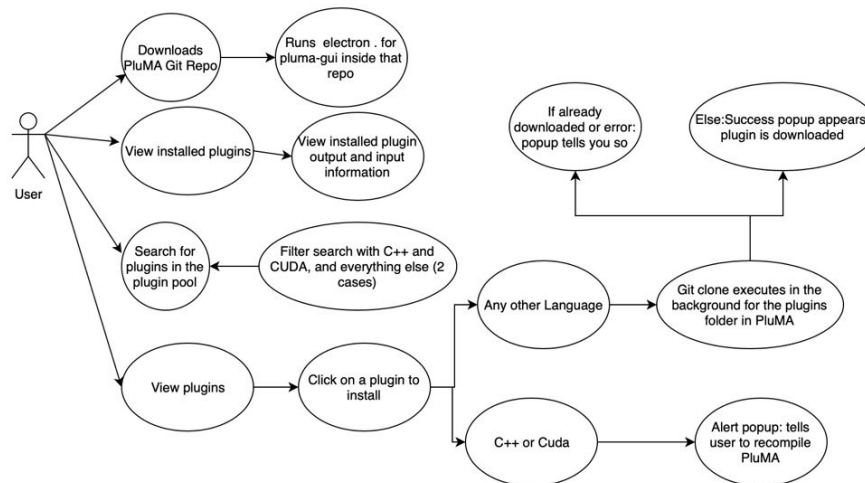 Downloads
PluMA Git Repo
Runs electron . for
pluma-gui inside that
repo
If already
downloaded or error:
popup tells you so
Else:Success popup appears
plugin is downloaded
User
View installed plugins
View installed plugin
output and input
information
Search for
plugins in the
plugin pool
Filter search with C++ and
CUDA, and everything else (2
cases)
Any other Language
Git clone executes in the
background for the plugins
folder in PluMA
View plugins
Click on a plugin to
install
C++ or Cuda
Alert popup: tells
user to recompile
PluMA